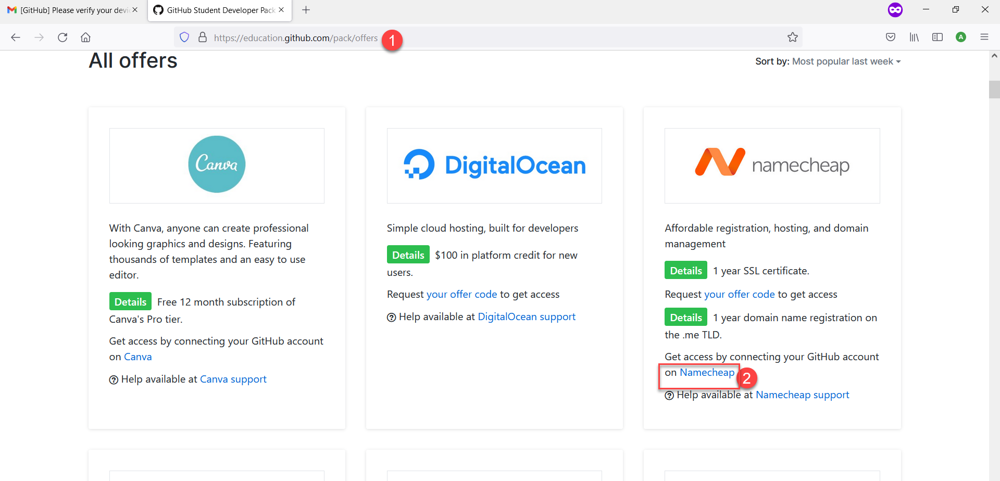 [GitHub] Please verify your devi
GitHub Student Developer Pack
https://education.github.com/pack/offers
1
A
All offers
Sort by: Most popular last week
Canva
With Canva, anyone can create professional
looking graphics and designs. Featuring
thousands of templates and an easy to use
editor.
Details Free 12 month subscription of
Canva's Pro tier.
Get access by connecting your GitHub account
on Canva
Help available at Canva support
DigitalOcean
Simple cloud hosting, built for developers
Details $100 in platform credit for new
users.
Request your offer code to get access
Help available at DigitalOcean support
namecheap
Affordable registration, hosting, and domain
management
Details 1 year SSL certificate.
Request your offer code to get access
Details 1 year domain name registration on
the .me TLD.
Get access by connecting your GitHub account
on Namecheap
2
Help available at Namecheap support